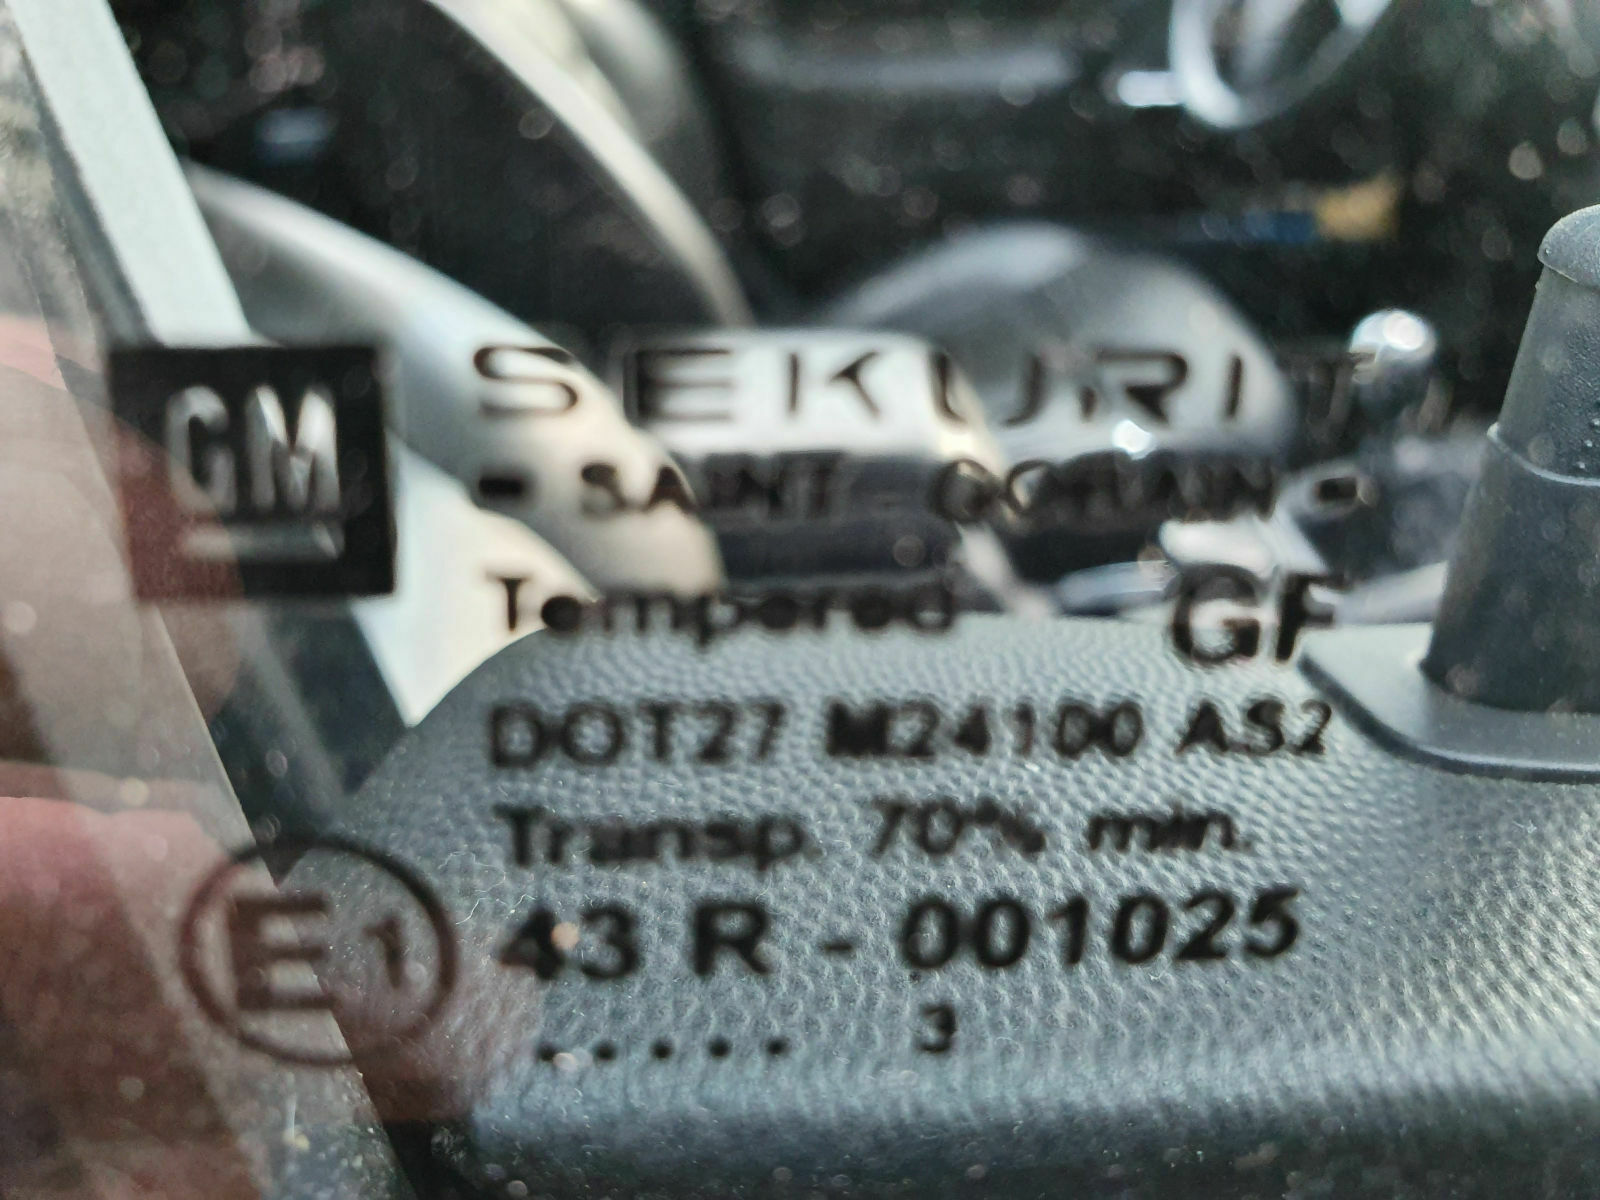 GM
SEKURIT
- SAINT - GOBAIN -
Tempered GF
DOT27 M24100 AS2
Transp. 70% min.
E1 43 R - 001025
..... 3